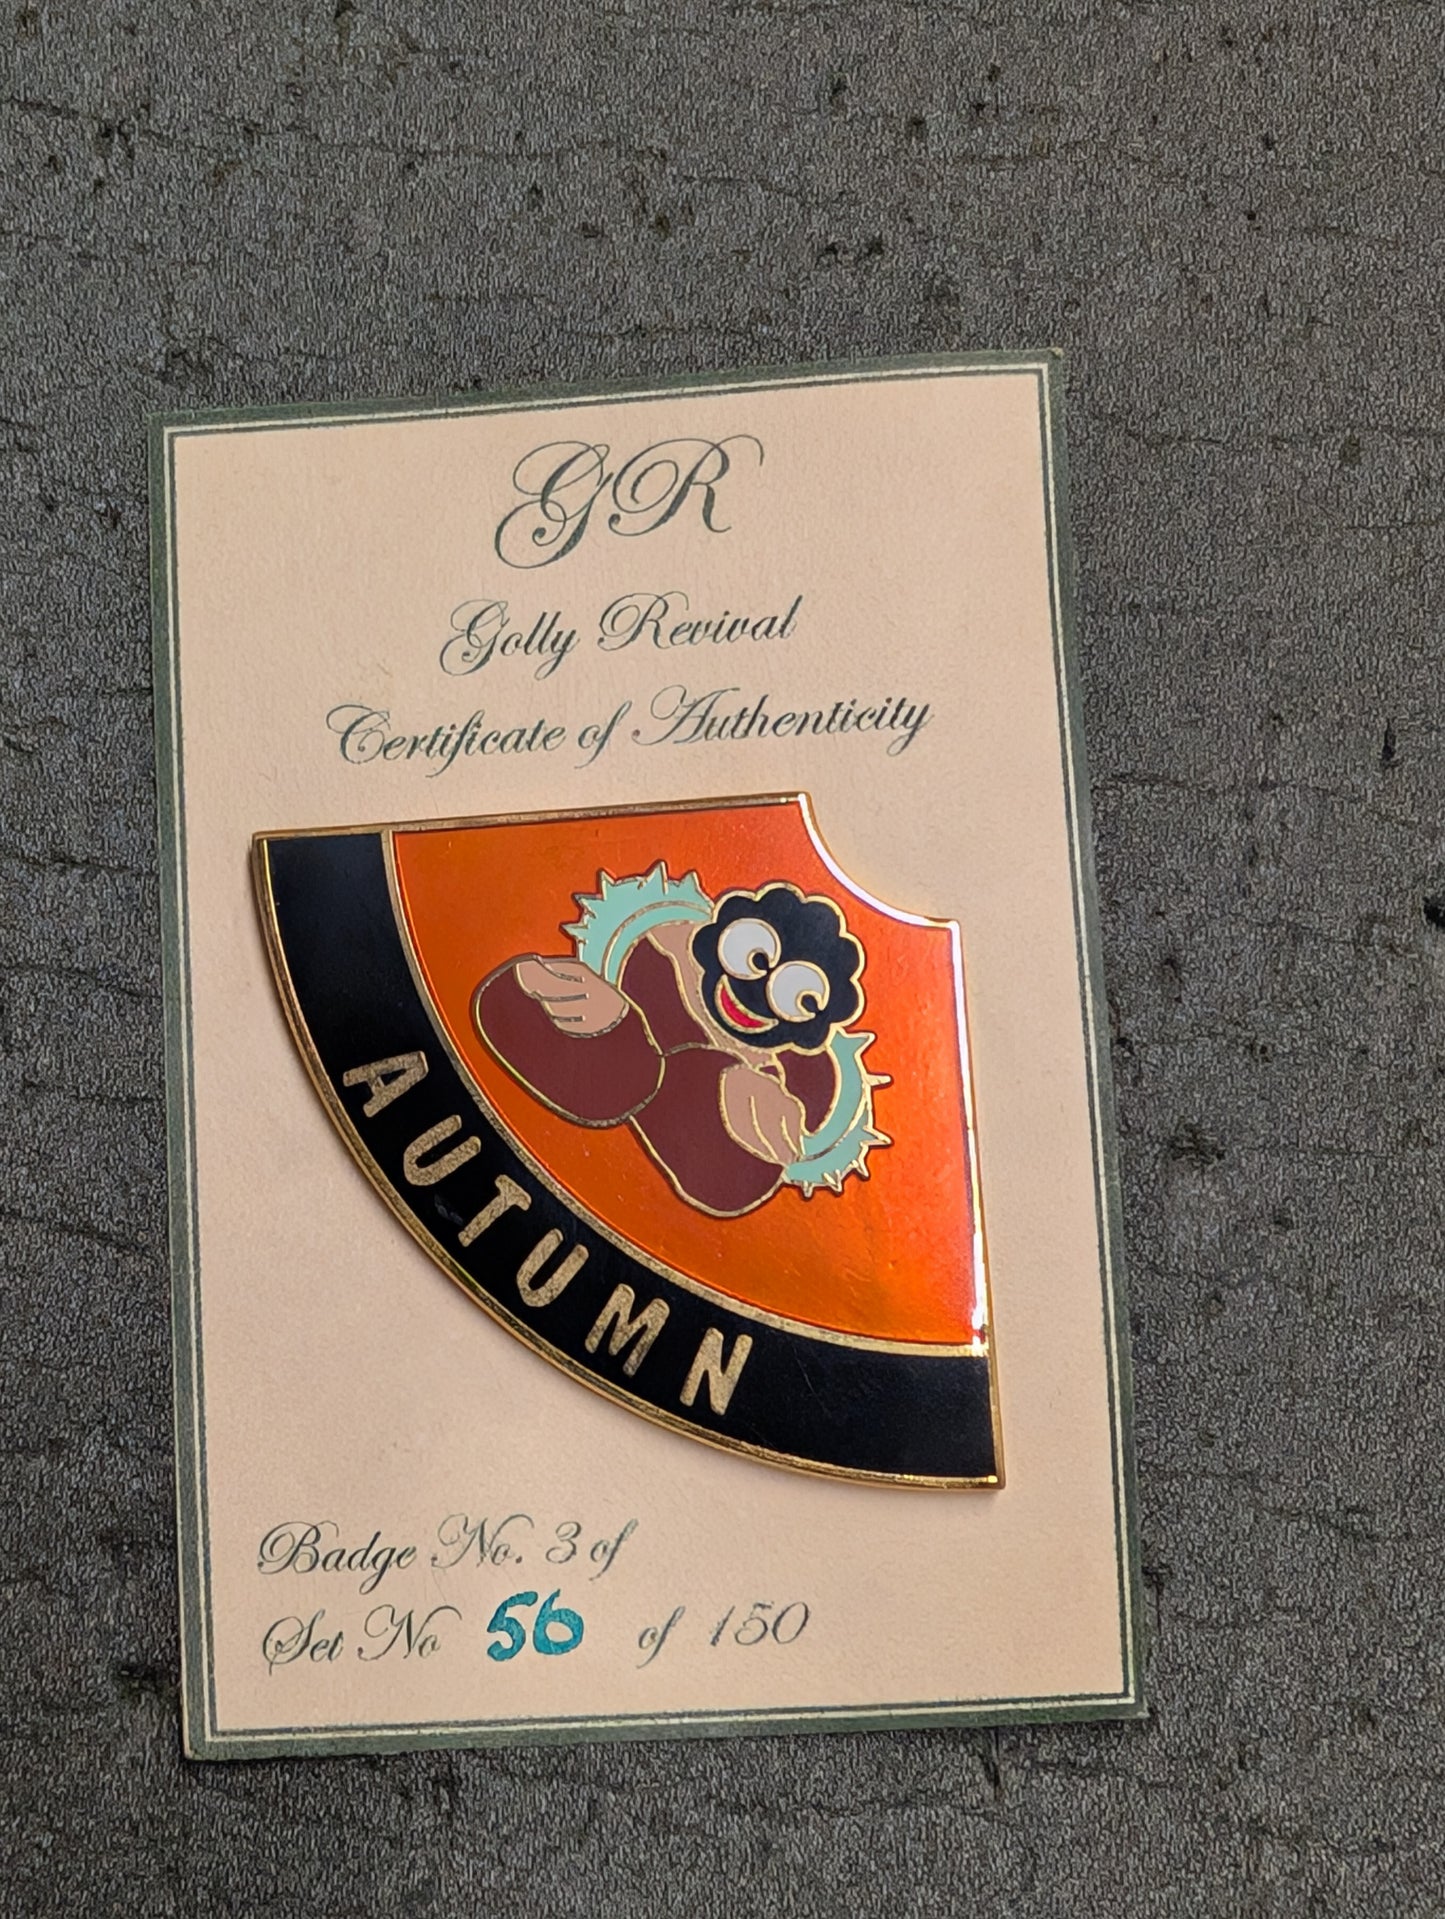 GR
Golly Revival
Certificate of Authenticity
AUTUMN
Badge No. 3 of
Set No 56 of 150